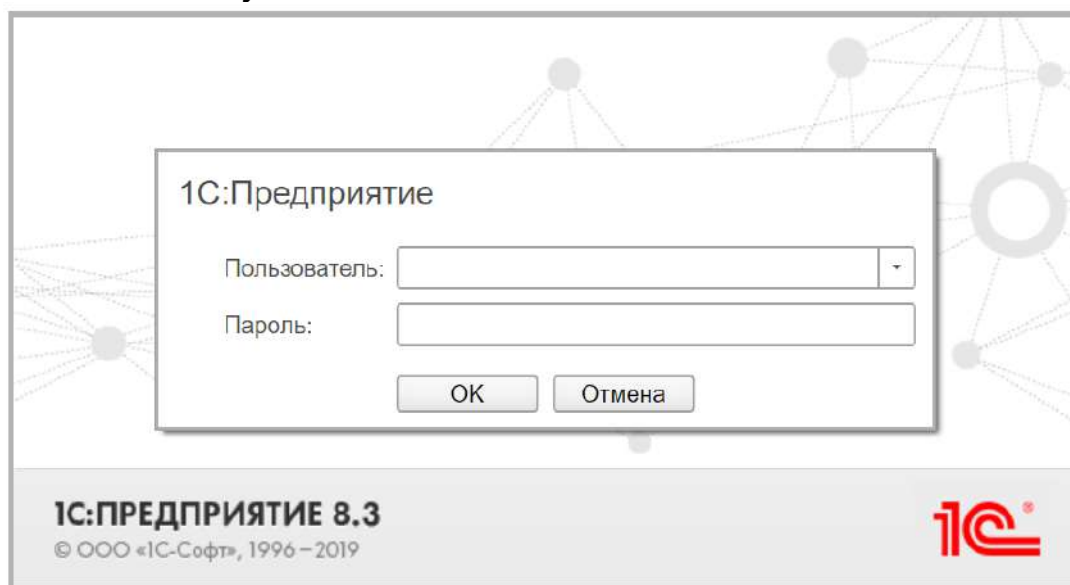 1С:Предприятие
Пользователь:
Пароль:
OK Отмена
1С:ПРЕДПРИЯТИЕ 8.3
© ООО «1С-Софт», 1996–2019
1С®